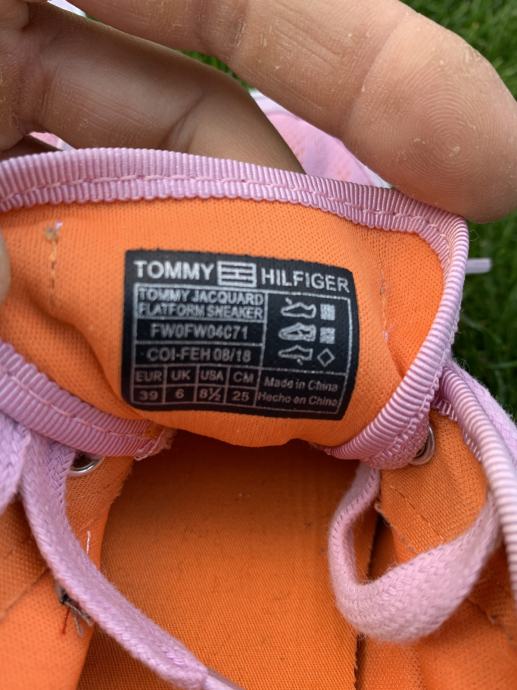 TOMMY HILFIGER
TOMMY JACQUARD
FLATFORM SNEAKER
FW0FW04071
COI-FEH 08/18
EUR UK USA CM
39 6 8½ 25
Made in China
Hecho en China